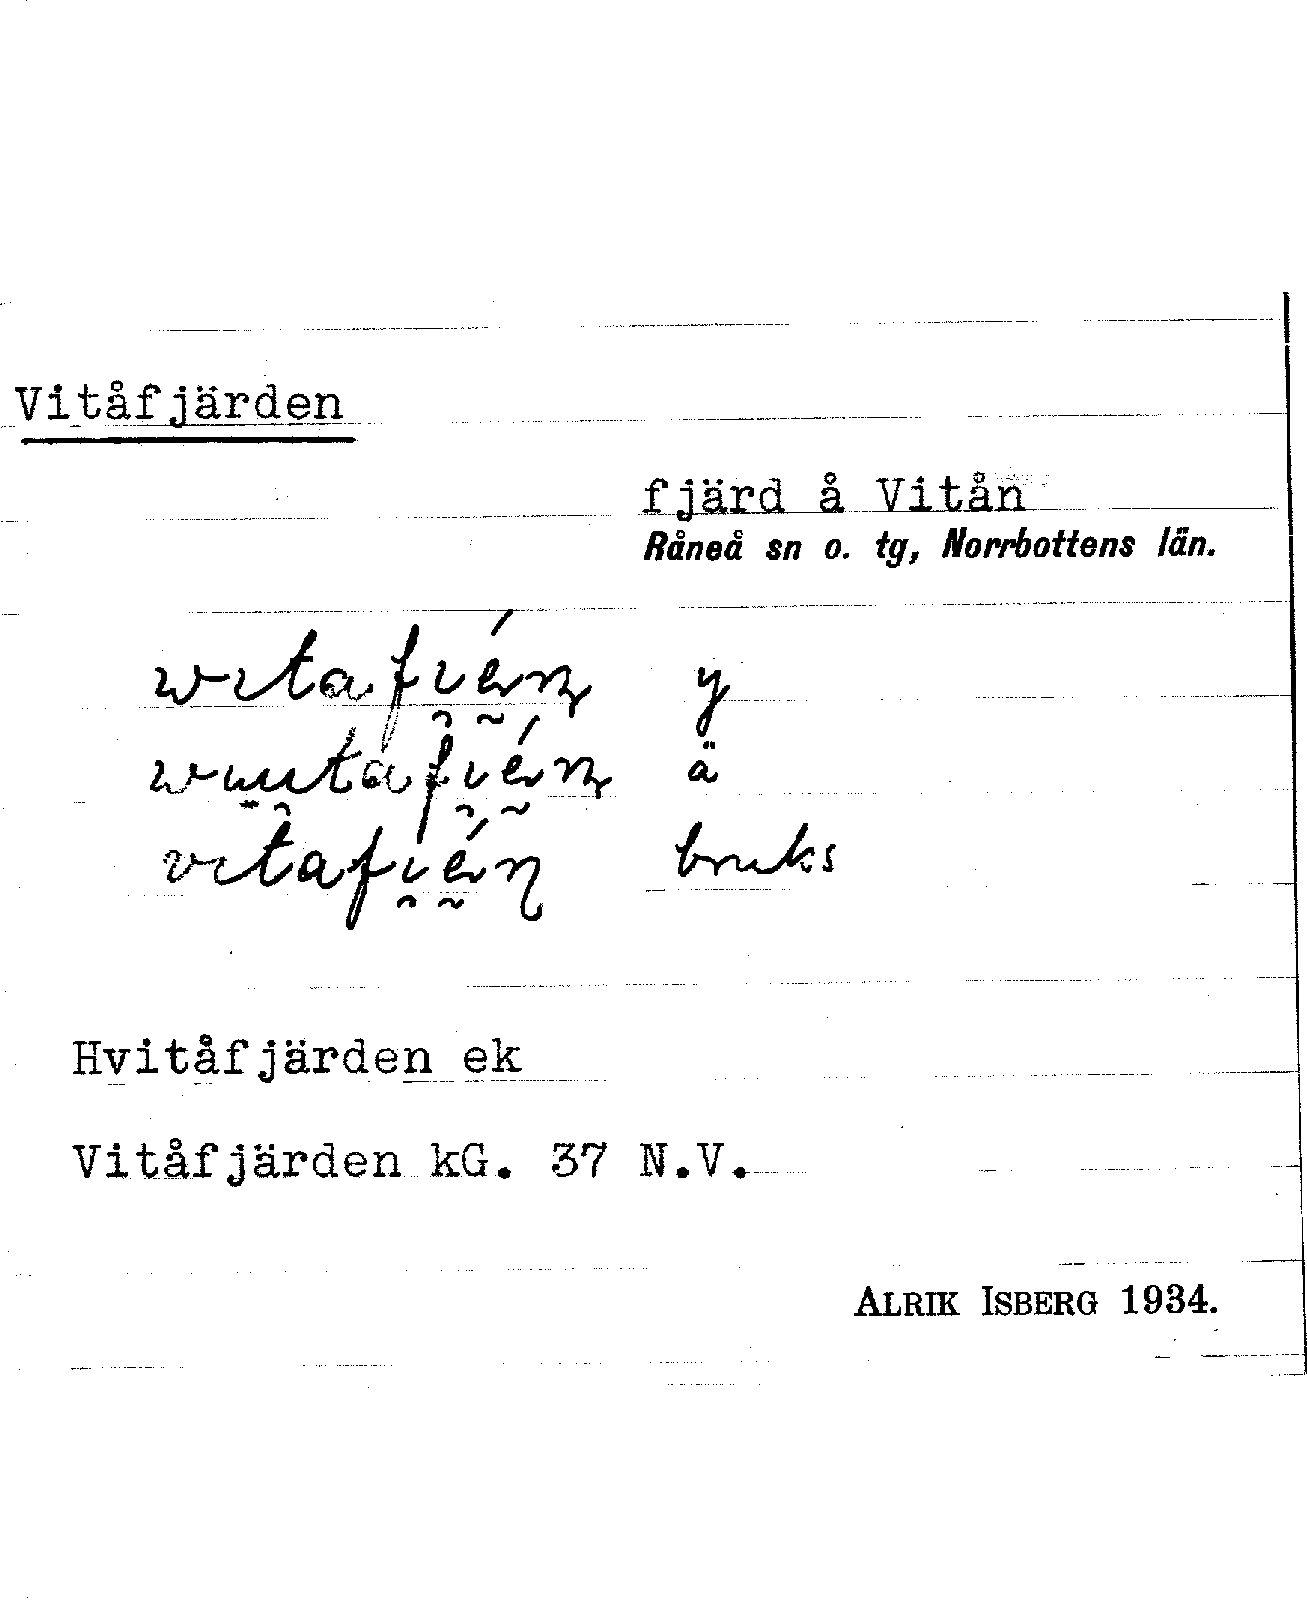 Vitåfjärden
fjärd å Vitån
Råneå sn o. tg, Norrbottens län.
y
ä
bruks
Hvitåfjärden ek
Vitåfjärden kG. 37 N.V.
ALRIK ISBERG 1934.